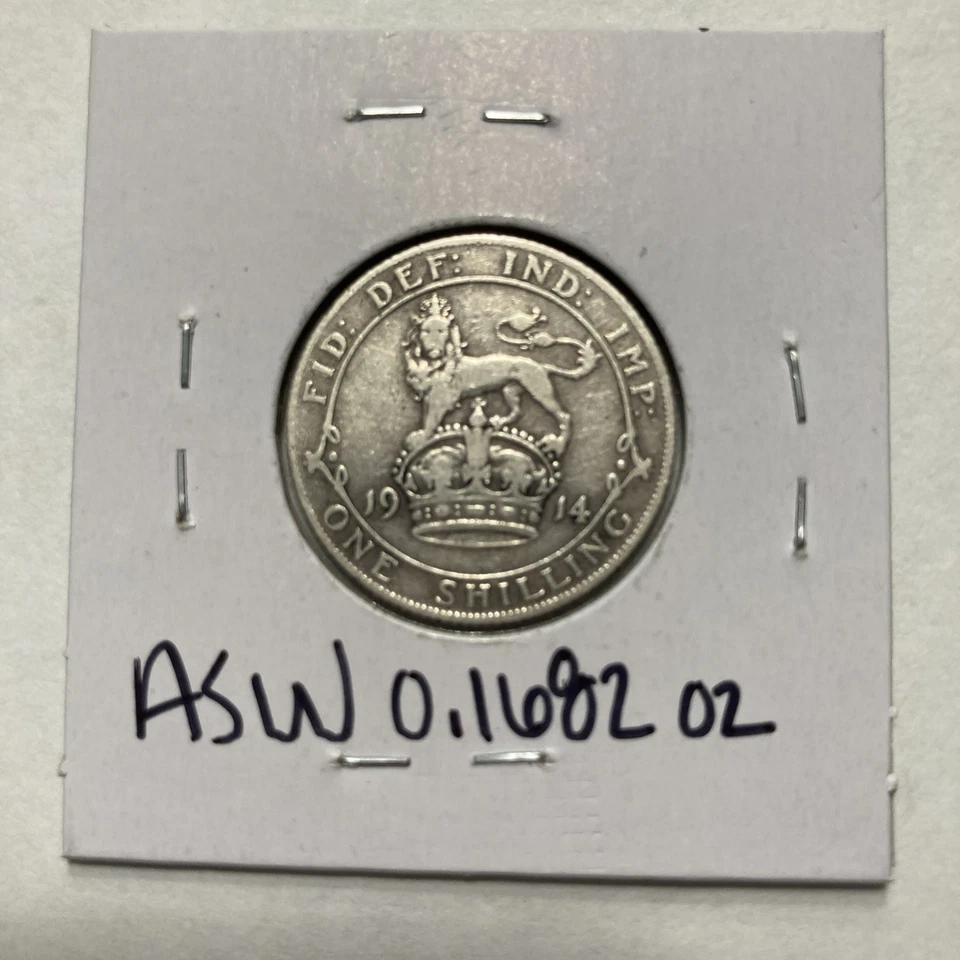 FID: DEF: IND: IMP:
19 14
ONE SHILLING
ASW 0.1682 oz